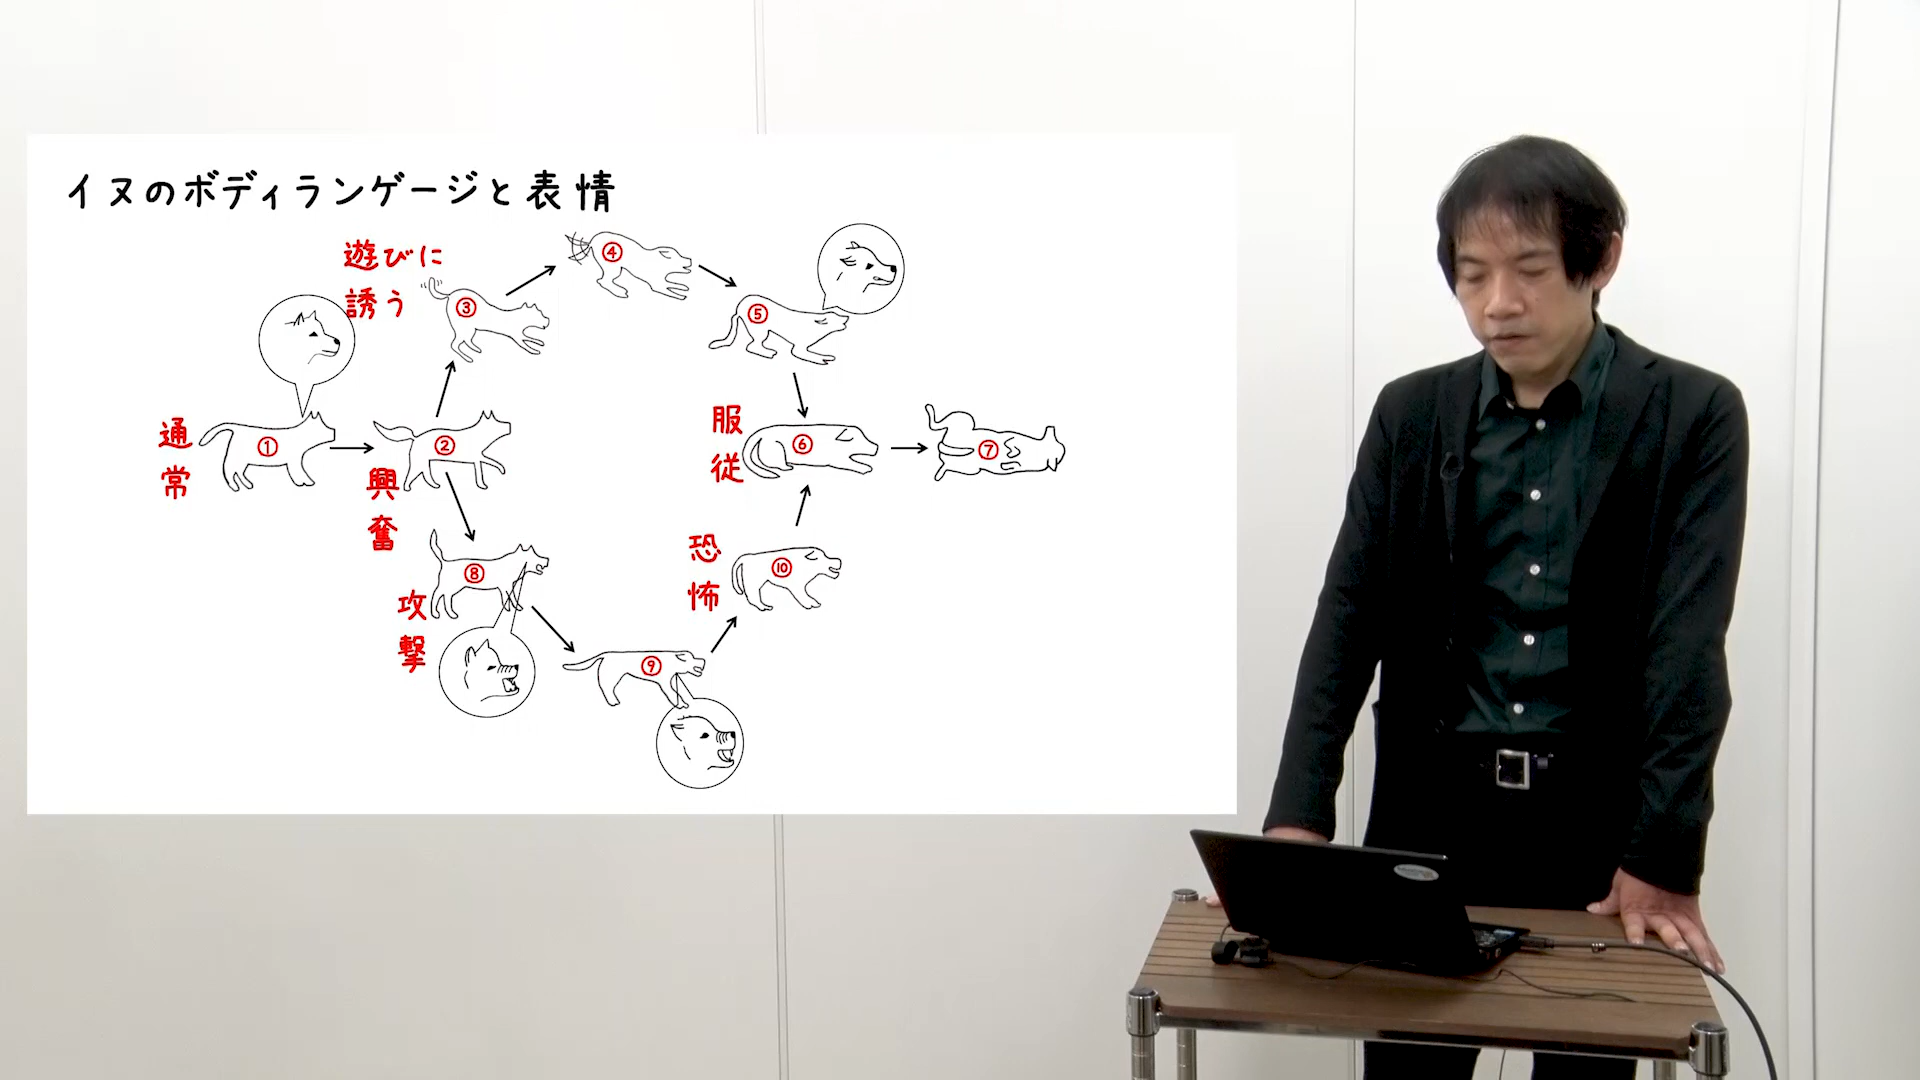 イヌのボディランゲージと表情
遊びに
誘う
通常
興奮
攻撃
服従
恐怖
①
②
③
④
⑤
⑥
⑦
⑧
⑨
⑩